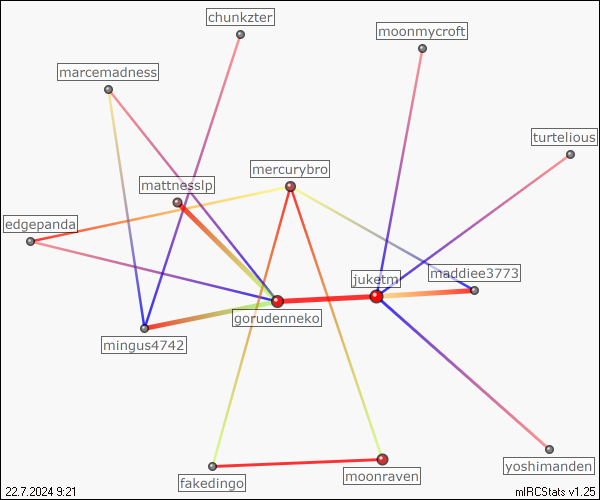 chunkzter
moonmycroft
marcemadness
turtelious
mercurybro
mattnesslp
edgepanda
juketm
maddiee3773
gorudenneko
mingus4742
yoshimanden
moonraven
fakedingo
22.7.2024 9:21
mIRCStats v1.25